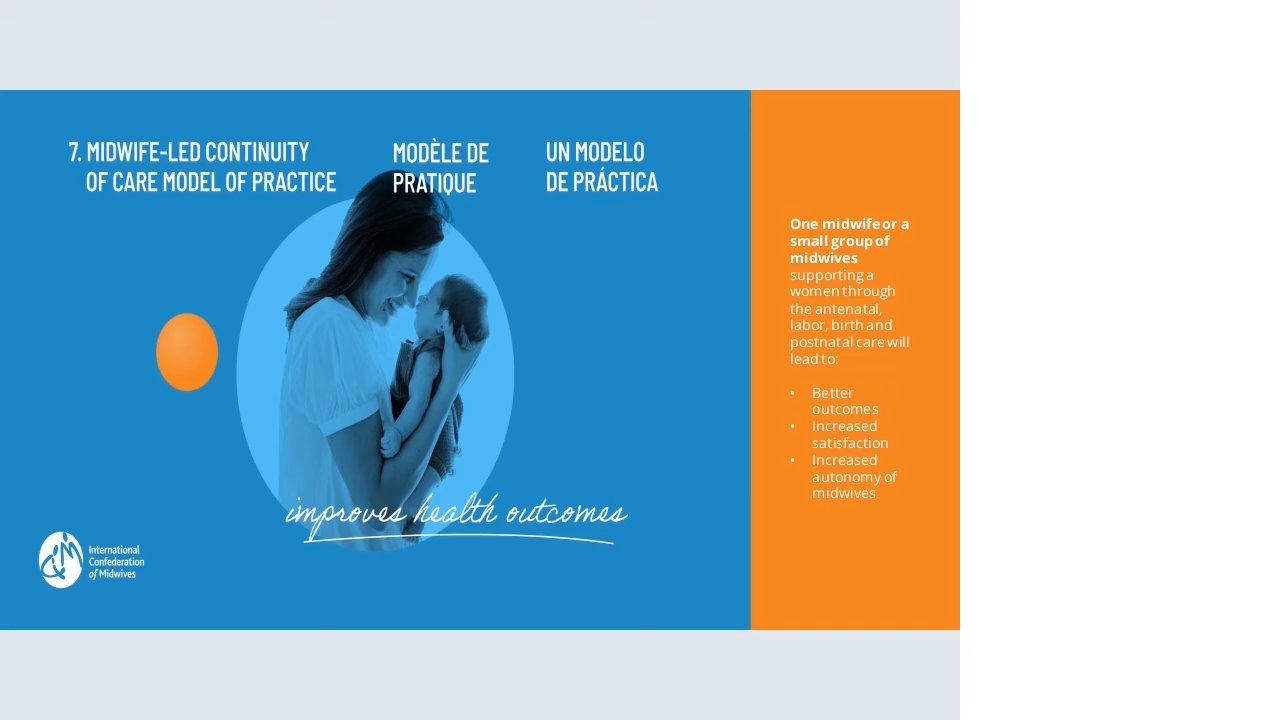 7. MIDWIFE-LED CONTINUITY
OF CARE MODEL OF PRACTICE
MODÈLE DE
PRATIQUE
UN MODELO
DE PRÁCTICA
improves health outcomes
International
Confederation
of Midwives
One midwife or a
small group of
midwives
supporting a
women through
the antenatal,
labor, birth and
postnatal care will
lead to:
• Better
outcomes
• Increased
satisfaction
• Increased
autonomy of
midwives